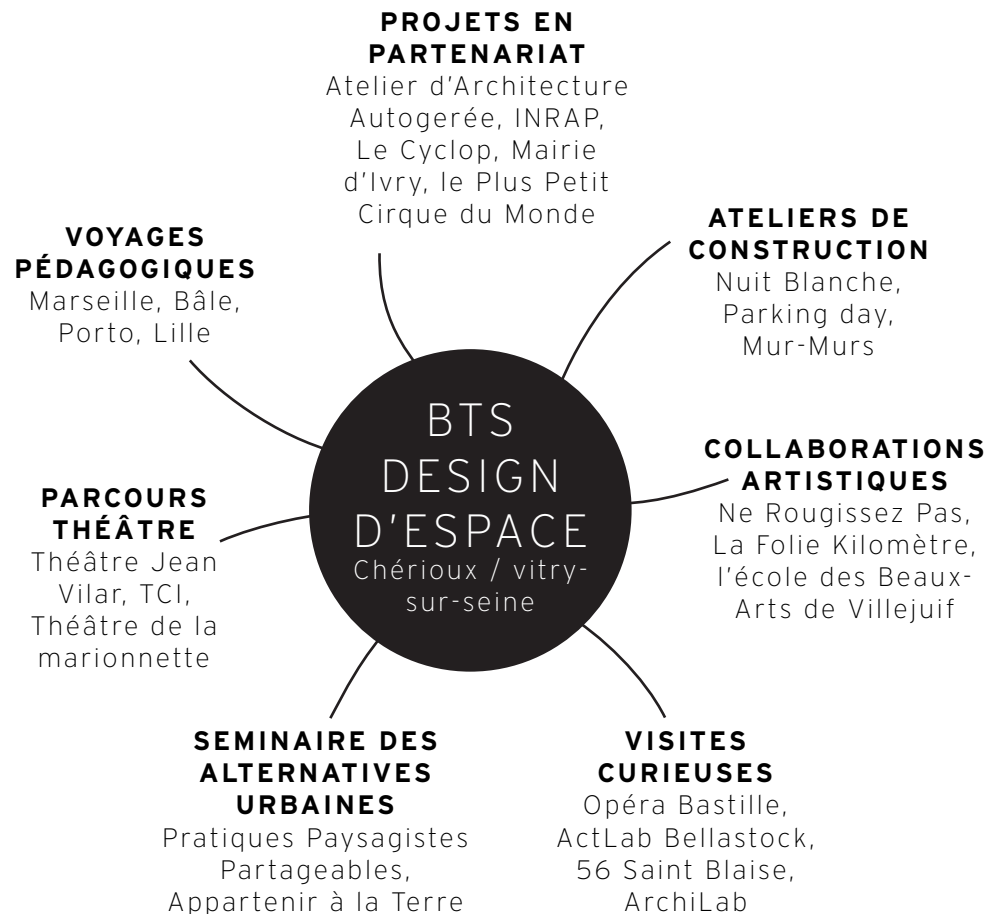 PROJETS EN
PARTENARIAT
Atelier d'Architecture
Autogerée, INRAP,
Le Cyclop, Mairie
d'Ivry, le Plus Petit
Cirque du Monde
ATELIERS DE
CONSTRUCTION
Nuit Blanche,
Parking day,
Mur-Murs
VOYAGES
PÉDAGOGIQUES
Marseille, Bâle,
Porto, Lille
BTS
DESIGN
D'ESPACE
Chérioux / vitry-
sur-seine
COLLABORATIONS
ARTISTIQUES
Ne Rougissez Pas,
La Folie Kilomètre,
l'école des Beaux-
Arts de Villejuif
PARCOURS
THÉÂTRE
Théâtre Jean
Vilar, TCI,
Théâtre de la
marionnette
SEMINAIRE DES
ALTERNATIVES
URBAINES
Pratiques Paysagistes
Partageables,
Appartenir à la Terre
VISITES
CURIEUSES
Opéra Bastille,
ActLab Bellastock,
56 Saint Blaise,
ArchiLab